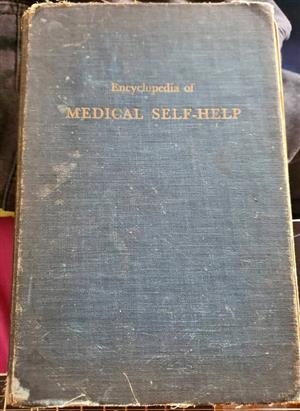 Encyclopedia of
MEDICAL SELF-HELP